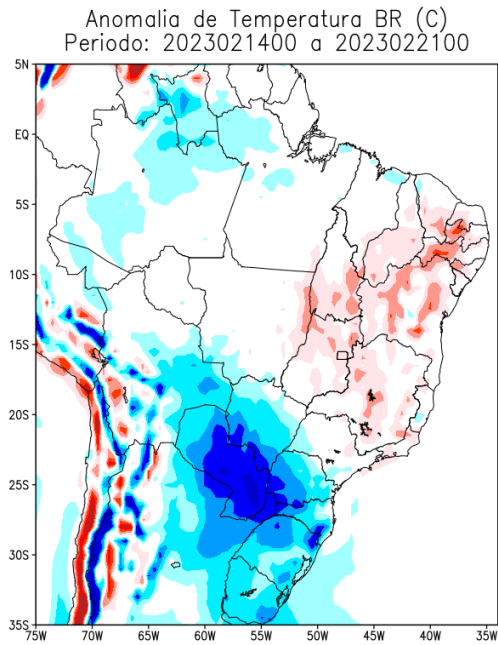 Anomalia de Temperatura BR (C)
Periodo: 2023021400 a 2023022100
5N
EQ
5S
10S
15S
20S
25S
30S
35S
75W 70W 65W 60W 55W 50W 45W 40W 35W